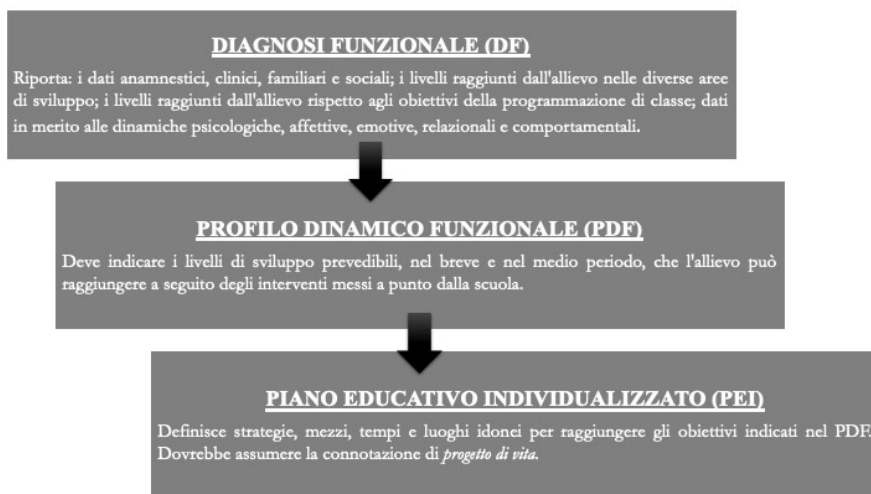 DIAGNOSI FUNZIONALE (DF)
Riporta: i dati anamnestici, clinici, familiari e sociali; i livelli raggiunti dall'allievo nelle diverse aree
di sviluppo; i livelli raggiunti dall'allievo rispetto agli obiettivi della programmazione di classe; dati
in merito alle dinamiche psicologiche, affettive, emotive, relazionali e comportamentali.
PROFILO DINAMICO FUNZIONALE (PDF)
Deve indicare i livelli di sviluppo prevedibili, nel breve e nel medio periodo, che l'allievo può
raggiungere a seguito degli interventi messi a punto dalla scuola.
PIANO EDUCATIVO INDIVIDUALIZZATO (PEI)
Definisce strategie, mezzi, tempi e luoghi idonei per raggiungere gli obiettivi indicati nel PDF.
Dovrebbe assumere la connotazione di progetto di vita.